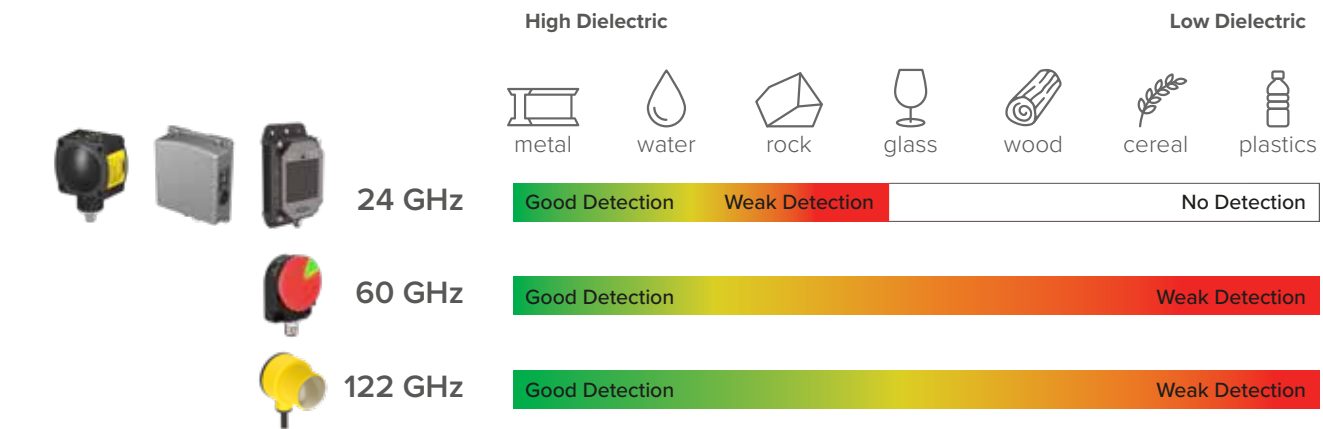 High Dielectric Low Dielectric
metal water rock glass wood cereal plastics
24 GHz Good Detection Weak Detection No Detection
60 GHz Good Detection Weak Detection
122 GHz Good Detection Weak Detection